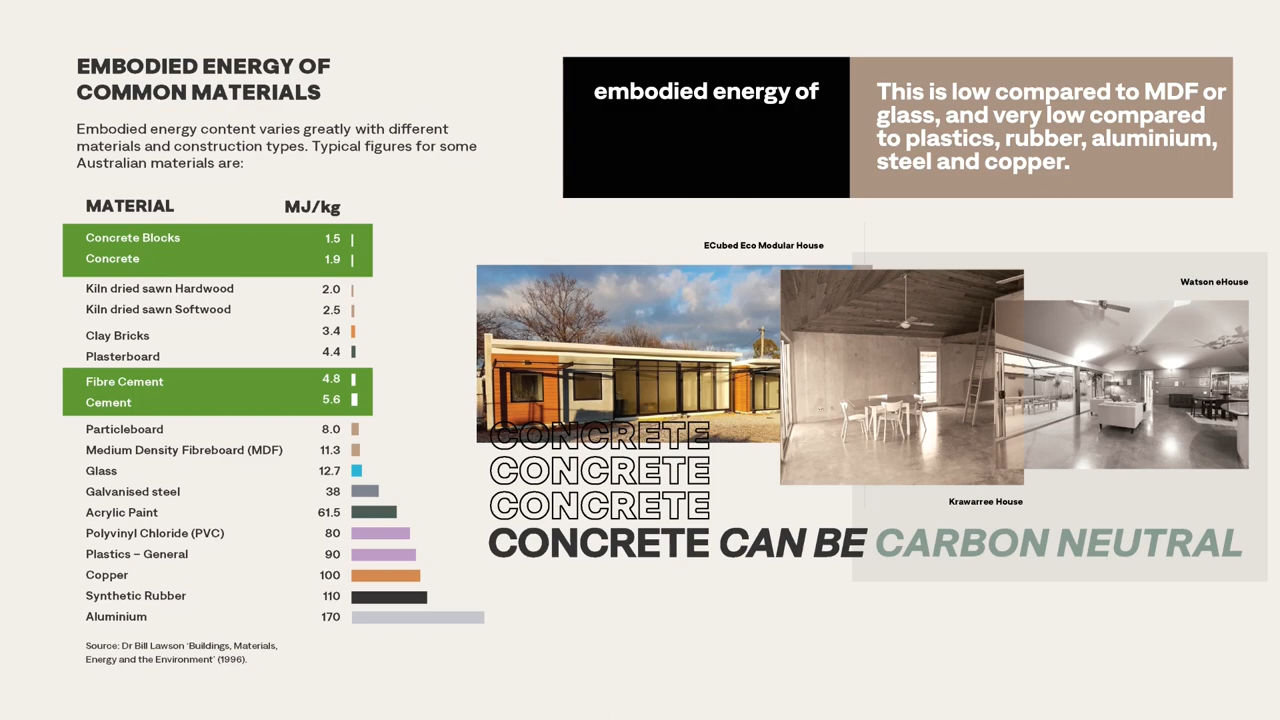 EMBODIED ENERGY OF
COMMON MATERIALS
Embodied energy content varies greatly with different
materials and construction types. Typical figures for some
Australian materials are:
MATERIAL MJ/kg
Concrete Blocks 1.5
Concrete 1.9
Kiln dried sawn Hardwood 2.0
Kiln dried sawn Softwood 2.5
Clay Bricks 3.4
Plasterboard 4.4
Fibre Cement 4.8
Cement 5.6
Particleboard 8.0
Medium Density Fibreboard (MDF) 11.3
Glass 12.7
Galvanised steel 38
Acrylic Paint 61.5
Polyvinyl Chloride (PVC) 80
Plastics – General 90
Copper 100
Synthetic Rubber 110
Aluminium 170
Source: Dr Bill Lawson ‘Buildings, Materials,
Energy and the Environment’ (1996).
embodied energy of
This is low compared to MDF or
glass, and very low compared
to plastics, rubber, aluminium,
steel and copper.
ECubed Eco Modular House
Watson eHouse
Krawarree House
CONCRETE
CONCRETE
CONCRETE
CONCRETE CAN BE CARBON NEUTRAL